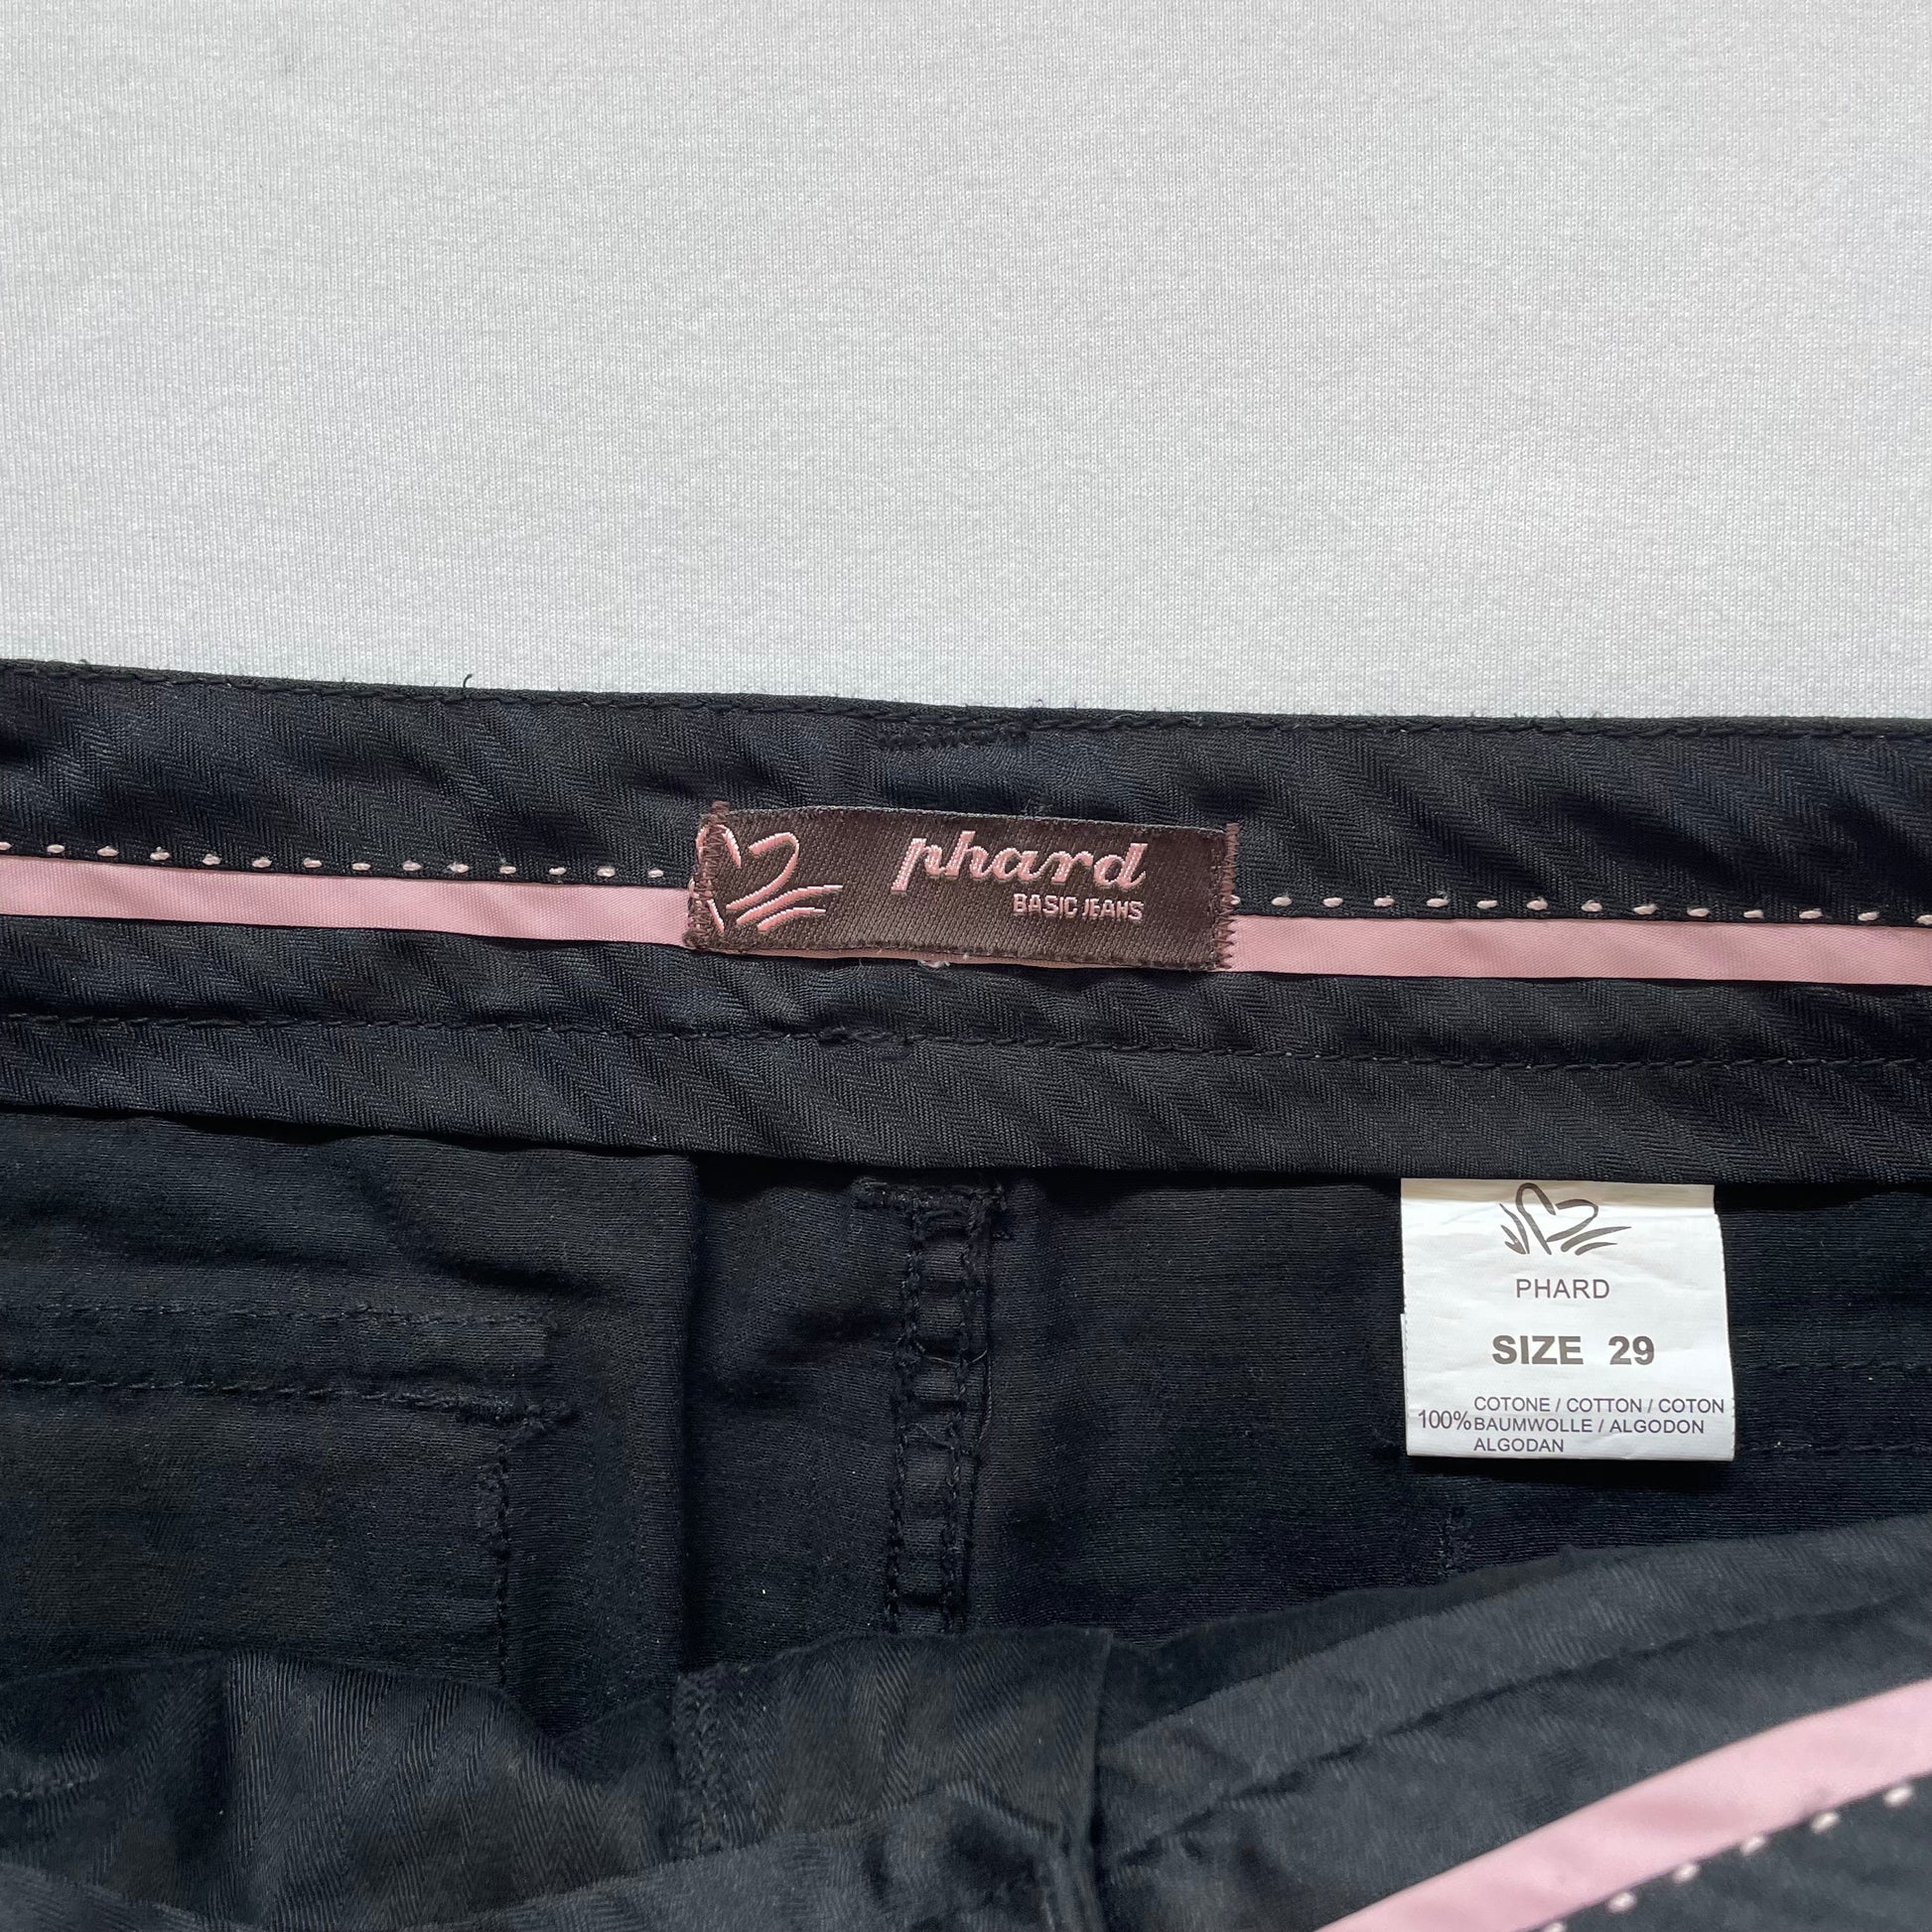 phard
BASIC JEANS
PHARD
SIZE 29
COTONE / COTTON / COTON
100% BAUMWOLLE / ALGODON
ALGODAN